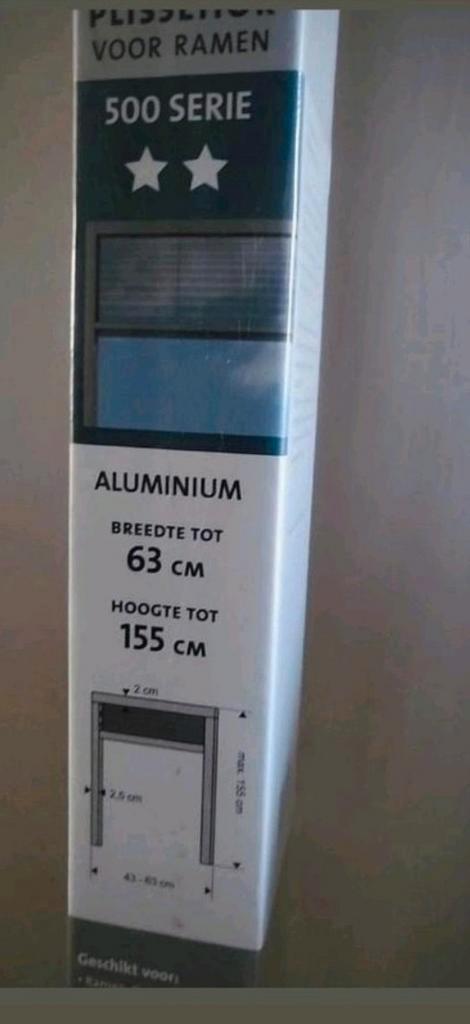 PLISSEHOR
VOOR RAMEN
500 SERIE
ALUMINIUM
BREEDTE TOT
63 CM
HOOGTE TOT
155 CM
2 cm
max. 155 cm
2,5 cm
43 - 63 cm
Geschikt voor: